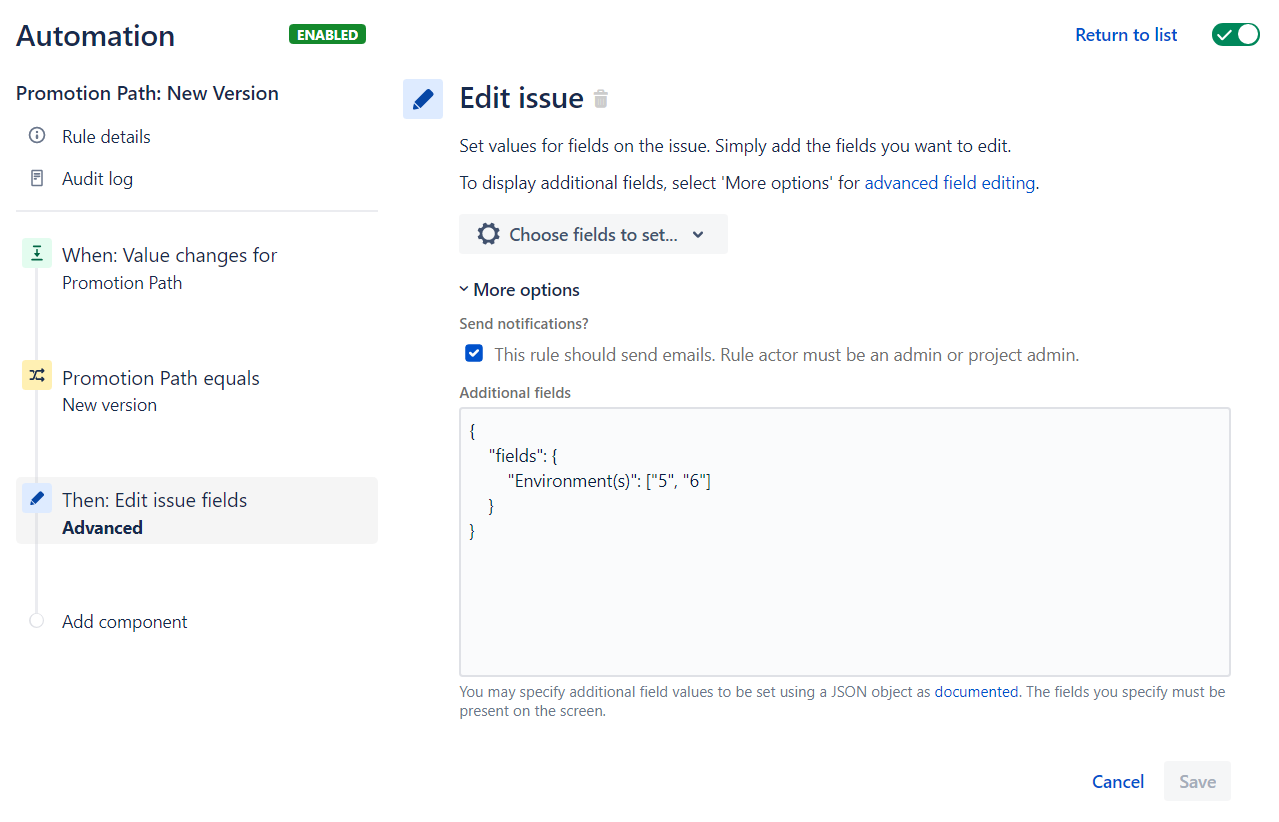 Automation
ENABLED
Return to list
Promotion Path: New Version
Rule details
Audit log
When: Value changes for
Promotion Path
Promotion Path equals
New version
Then: Edit issue fields
Advanced
Add component
Edit issue
Set values for fields on the issue. Simply add the fields you want to edit.
To display additional fields, select 'More options' for advanced field editing.
Choose fields to set...
More options
Send notifications?
This rule should send emails. Rule actor must be an admin or project admin.
Additional fields
{
"fields": {
"Environment(s)": ["5", "6"]
}
}
You may specify additional field values to be set using a JSON object as documented. The fields you specify must be
present on the screen.
Cancel
Save